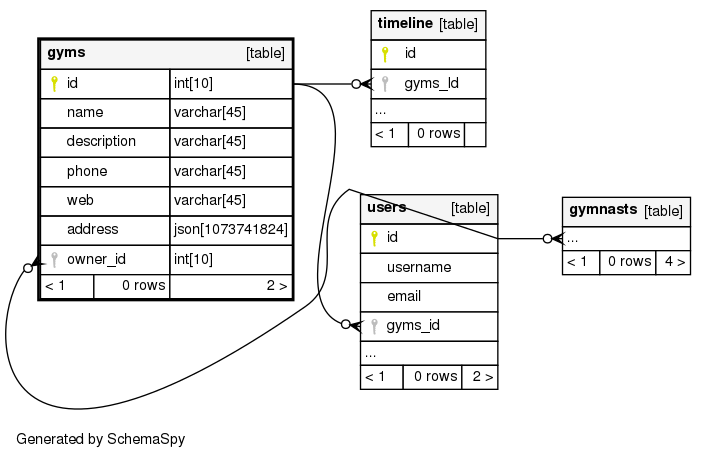 gyms [table]
id int[10]
name varchar[45]
description varchar[45]
phone varchar[45]
web varchar[45]
address json[1073741824]
owner_id int[10]
< 1 0 rows 2 >
timeline [table]
id
gyms_Id
...
< 1 0 rows
users [table]
id
username
email
gyms_id
...
< 1 0 rows 2 >
gymnasts [table]
...
< 1 0 rows 4 >
Generated by SchemaSpy